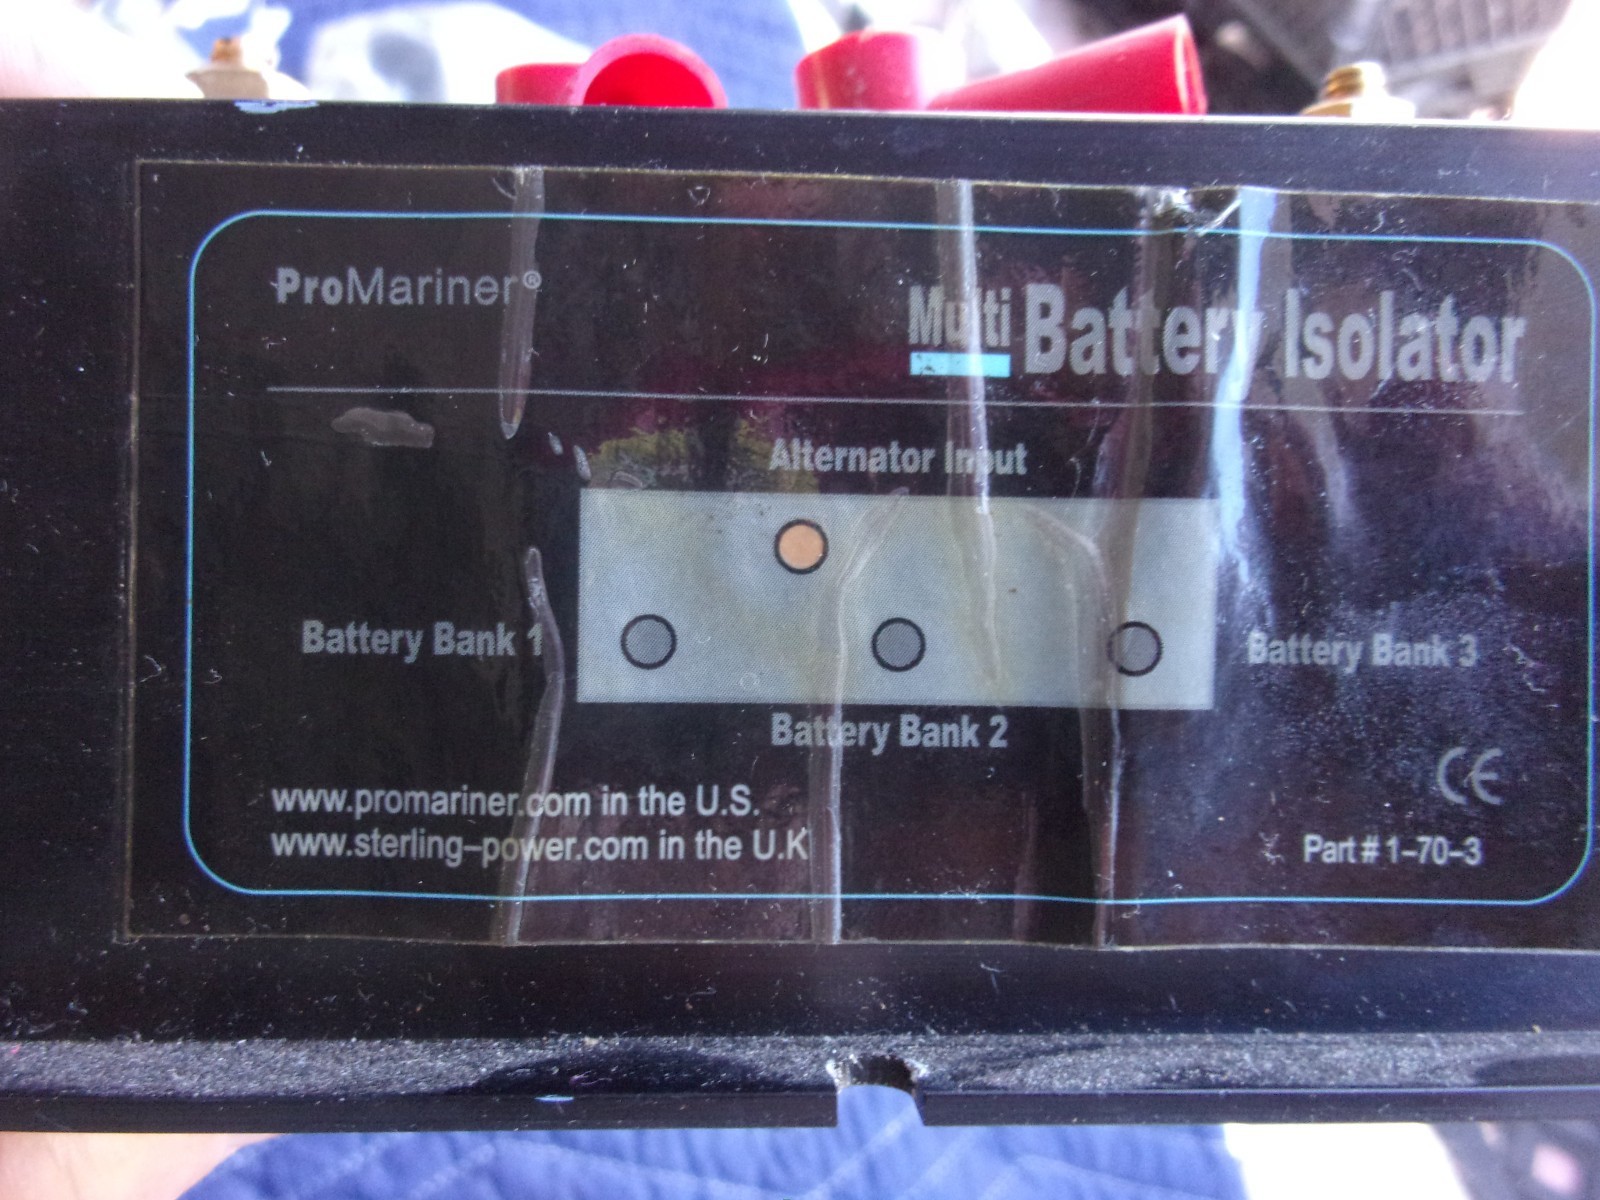 ProMariner®
Multi Battery Isolator
Alternator Input
Battery Bank 1
Battery Bank 3
Battery Bank 2
www.promariner.com in the U.S.
www.sterling-power.com in the U.K
CE
Part # 1-70-3